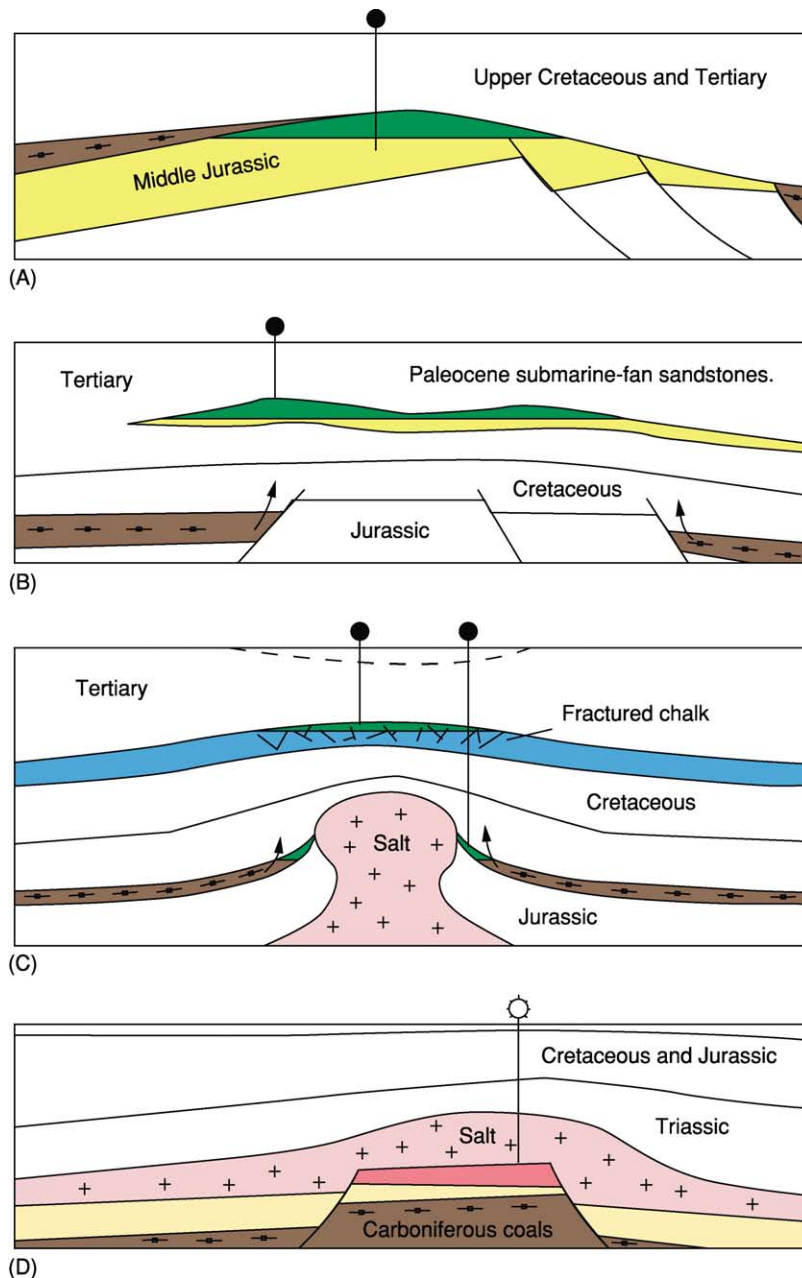 Upper Cretaceous and Tertiary
Middle Jurassic
(A)
Tertiary
Paleocene submarine-fan sandstones.
Cretaceous
Jurassic
(B)
Tertiary
Fractured chalk
Cretaceous
Salt
Jurassic
(C)
Cretaceous and Jurassic
Salt
Triassic
Carboniferous coals
(D)